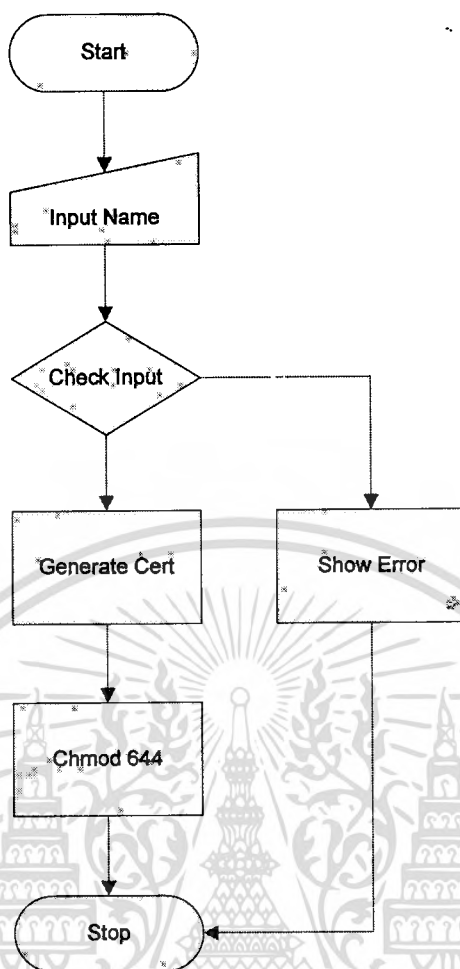 Start
Input Name
Check Input
Generate Cert
Show Error
Chmod 644
Stop